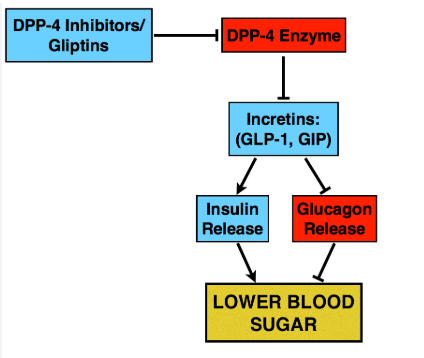 DPP-4 Inhibitors/
Gliptins
DPP-4 Enzyme
Incretins:
(GLP-1, GIP)
Insulin
Release
Glucagon
Release
LOWER BLOOD
SUGAR